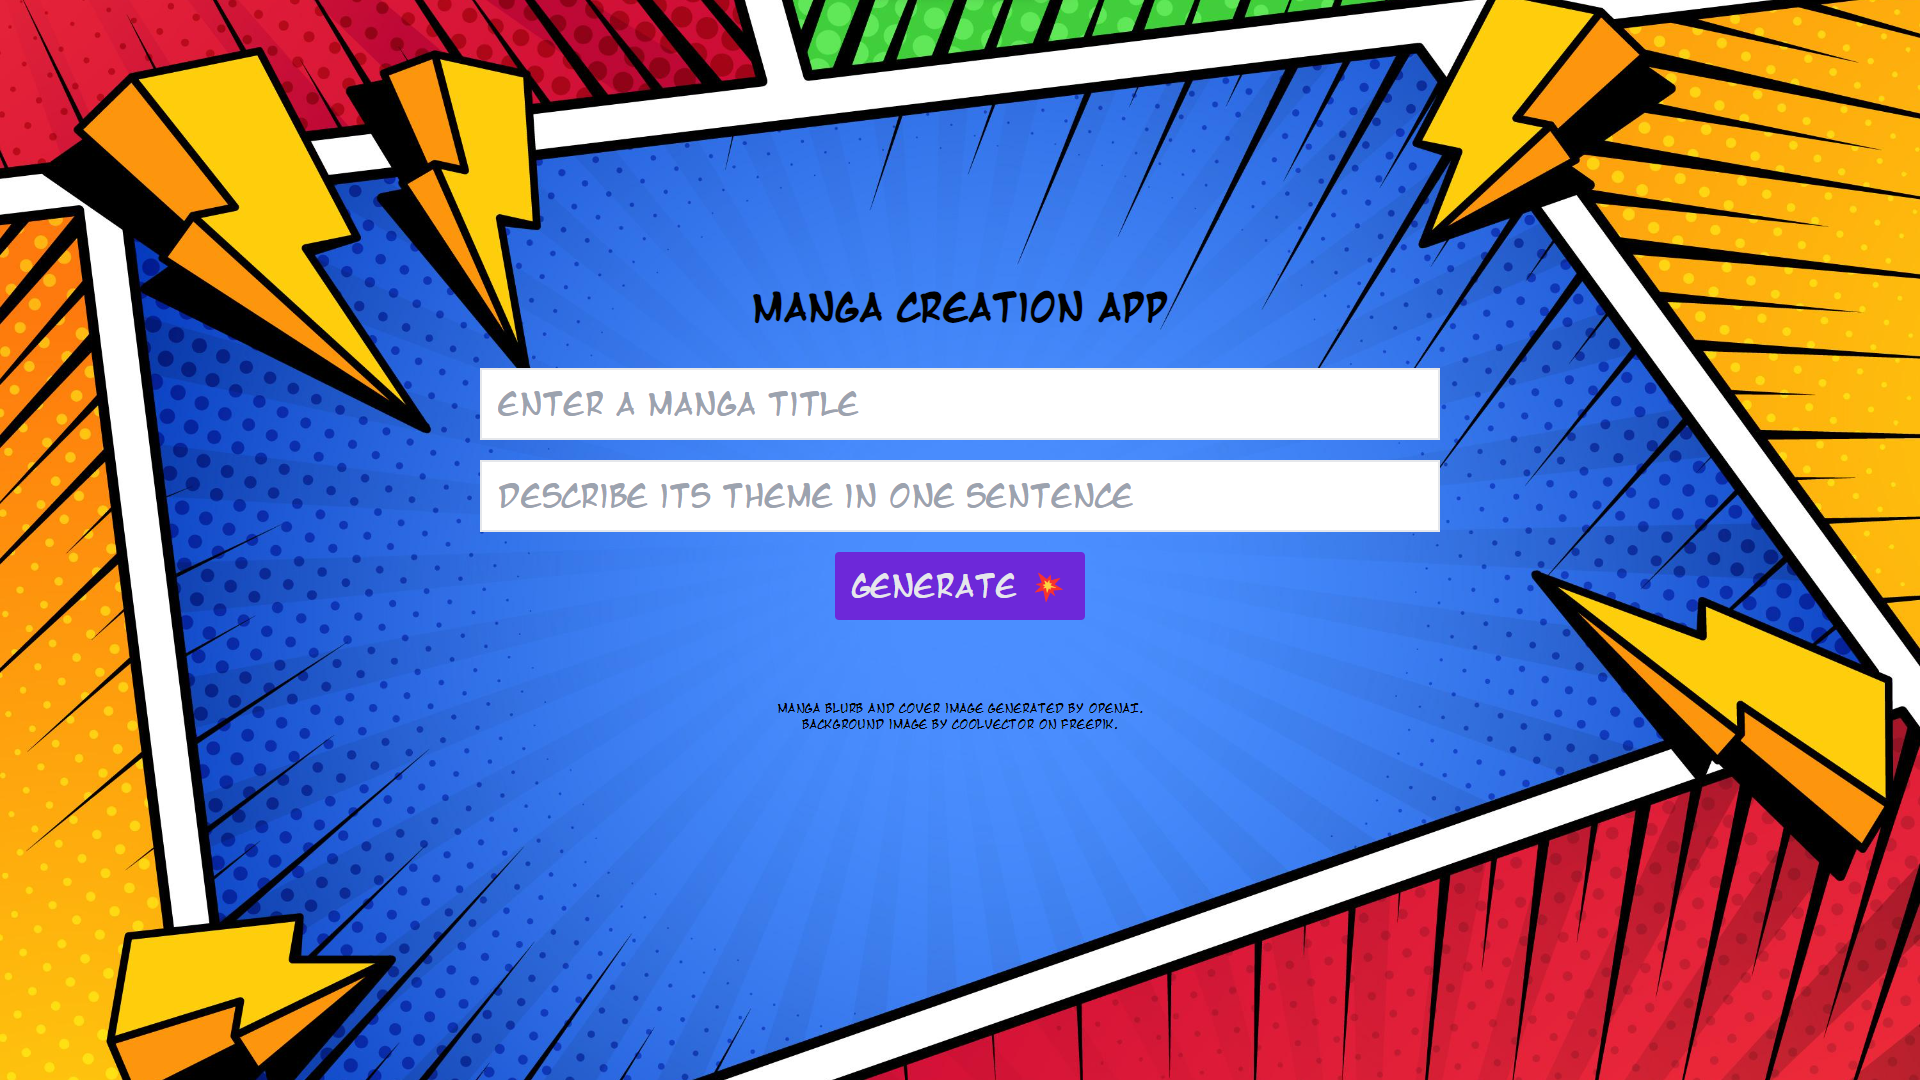 MANGA CREATION APP
ENTER A MANGA TITLE
DESCRIBE ITS THEME IN ONE SENTENCE
GENERATE 💥
MANGA BLURB AND COVER IMAGE GENERATED BY OPENAI.
BACKGROUND IMAGE BY COOLVECTOR ON FREEPIK.